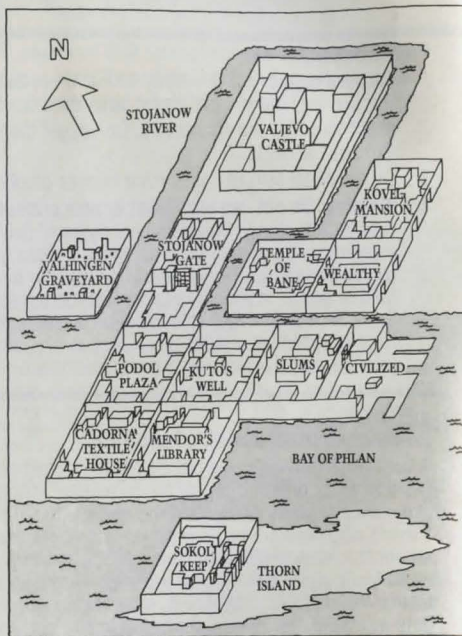 N
STOJANOW
RIVER
VALJEVO
CASTLE
KOVEL
MANSION
STOJANOW
GATE
VALHINGEN
GRAVEYARD
TEMPLE
OF
BANE
WEALTHY
PODOL
PLAZA
KUTO'S
WELL
SLUMS
CIVILIZED
CADORNA
TEXTILE
HOUSE
MENDOR'S
LIBRARY
BAY OF PHLAN
SOKOL
KEEP
THORN
ISLAND